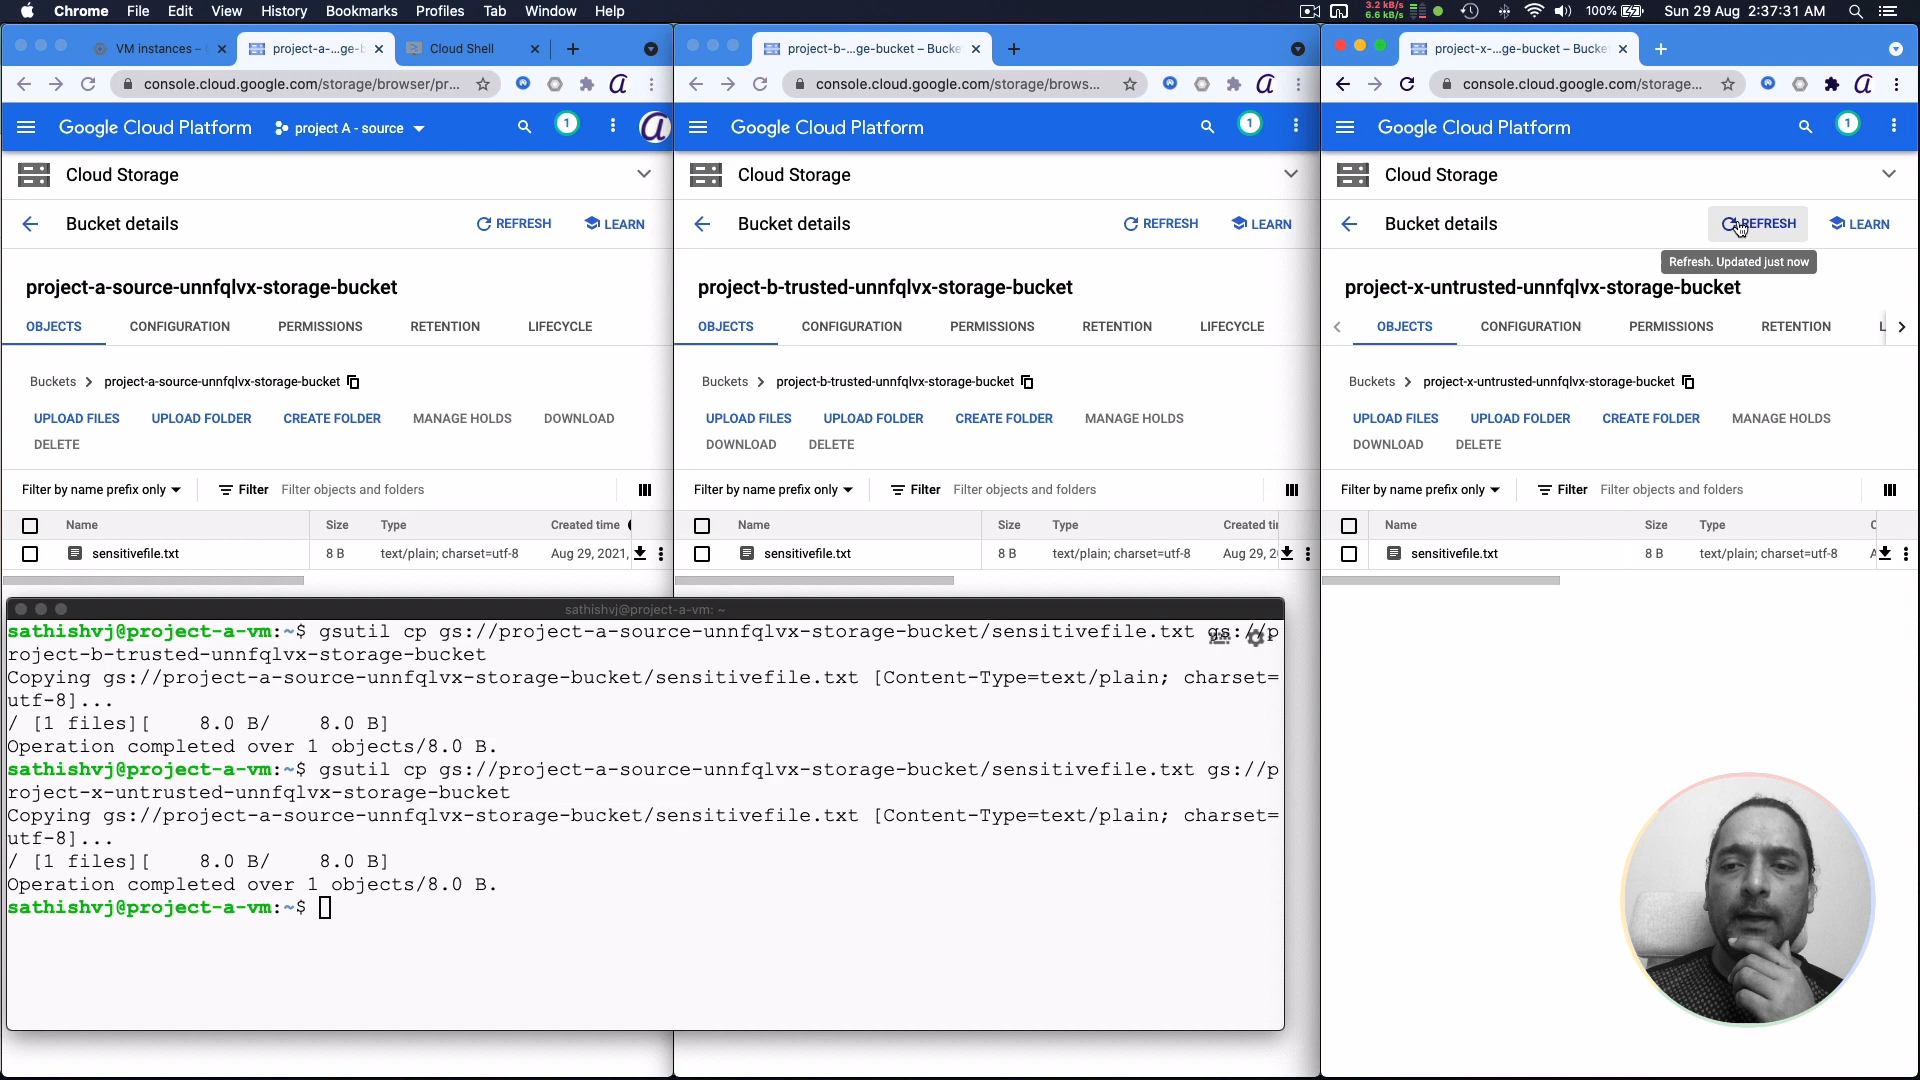 Chrome File Edit View History Bookmarks Profiles Tab Window Help
3.2 kB/s
6.6 kB/s
100%
Sun 29 Aug 2:37:31 AM
VM instances –
project-a-...ge-b
Cloud Shell
console.cloud.google.com/storage/browser/pr...
Google Cloud Platform
project A - source
1
Cloud Storage
Bucket details
REFRESH
LEARN
project-a-source-unnfqlvx-storage-bucket
OBJECTS CONFIGURATION PERMISSIONS RETENTION LIFECYCLE
Buckets project-a-source-unnfqlvx-storage-bucket
UPLOAD FILES UPLOAD FOLDER CREATE FOLDER MANAGE HOLDS DOWNLOAD
DELETE
Filter by name prefix only Filter Filter objects and folders
Name Size Type Created time
sensitivefile.txt 8 B text/plain; charset=utf-8 Aug 29, 2021,
project-b-...ge-bucket – Bucke
console.cloud.google.com/storage/brows...
Google Cloud Platform
1
Cloud Storage
Bucket details
REFRESH
LEARN
project-b-trusted-unnfqlvx-storage-bucket
OBJECTS CONFIGURATION PERMISSIONS RETENTION LIFECYCLE
Buckets project-b-trusted-unnfqlvx-storage-bucket
UPLOAD FILES UPLOAD FOLDER CREATE FOLDER MANAGE HOLDS
DOWNLOAD DELETE
Filter by name prefix only Filter Filter objects and folders
Name Size Type Created ti
sensitivefile.txt 8 B text/plain; charset=utf-8 Aug 29, 2
project-x-...ge-bucket – Bucke
console.cloud.google.com/storage...
Google Cloud Platform
1
Cloud Storage
Bucket details
REFRESH
LEARN
Refresh. Updated just now
project-x-untrusted-unnfqlvx-storage-bucket
OBJECTS CONFIGURATION PERMISSIONS RETENTION L
Buckets project-x-untrusted-unnfqlvx-storage-bucket
UPLOAD FILES UPLOAD FOLDER CREATE FOLDER MANAGE HOLDS
DOWNLOAD DELETE
Filter by name prefix only Filter Filter objects and folders
Name Size Type C
sensitivefile.txt 8 B text/plain; charset=utf-8 A
sathishvj@project-a-vm: ~
sathishvj@project-a-vm:~$ gsutil cp gs://project-a-source-unnfqlvx-storage-bucket/sensitivefile.txt gs://p
roject-b-trusted-unnfqlvx-storage-bucket
Copying gs://project-a-source-unnfqlvx-storage-bucket/sensitivefile.txt [Content-Type=text/plain; charset=
utf-8]...
/ [1 files][ 8.0 B/ 8.0 B]
Operation completed over 1 objects/8.0 B.
sathishvj@project-a-vm:~$ gsutil cp gs://project-a-source-unnfqlvx-storage-bucket/sensitivefile.txt gs://p
roject-x-untrusted-unnfqlvx-storage-bucket
Copying gs://project-a-source-unnfqlvx-storage-bucket/sensitivefile.txt [Content-Type=text/plain; charset=
utf-8]...
/ [1 files][ 8.0 B/ 8.0 B]
Operation completed over 1 objects/8.0 B.
sathishvj@project-a-vm:~$